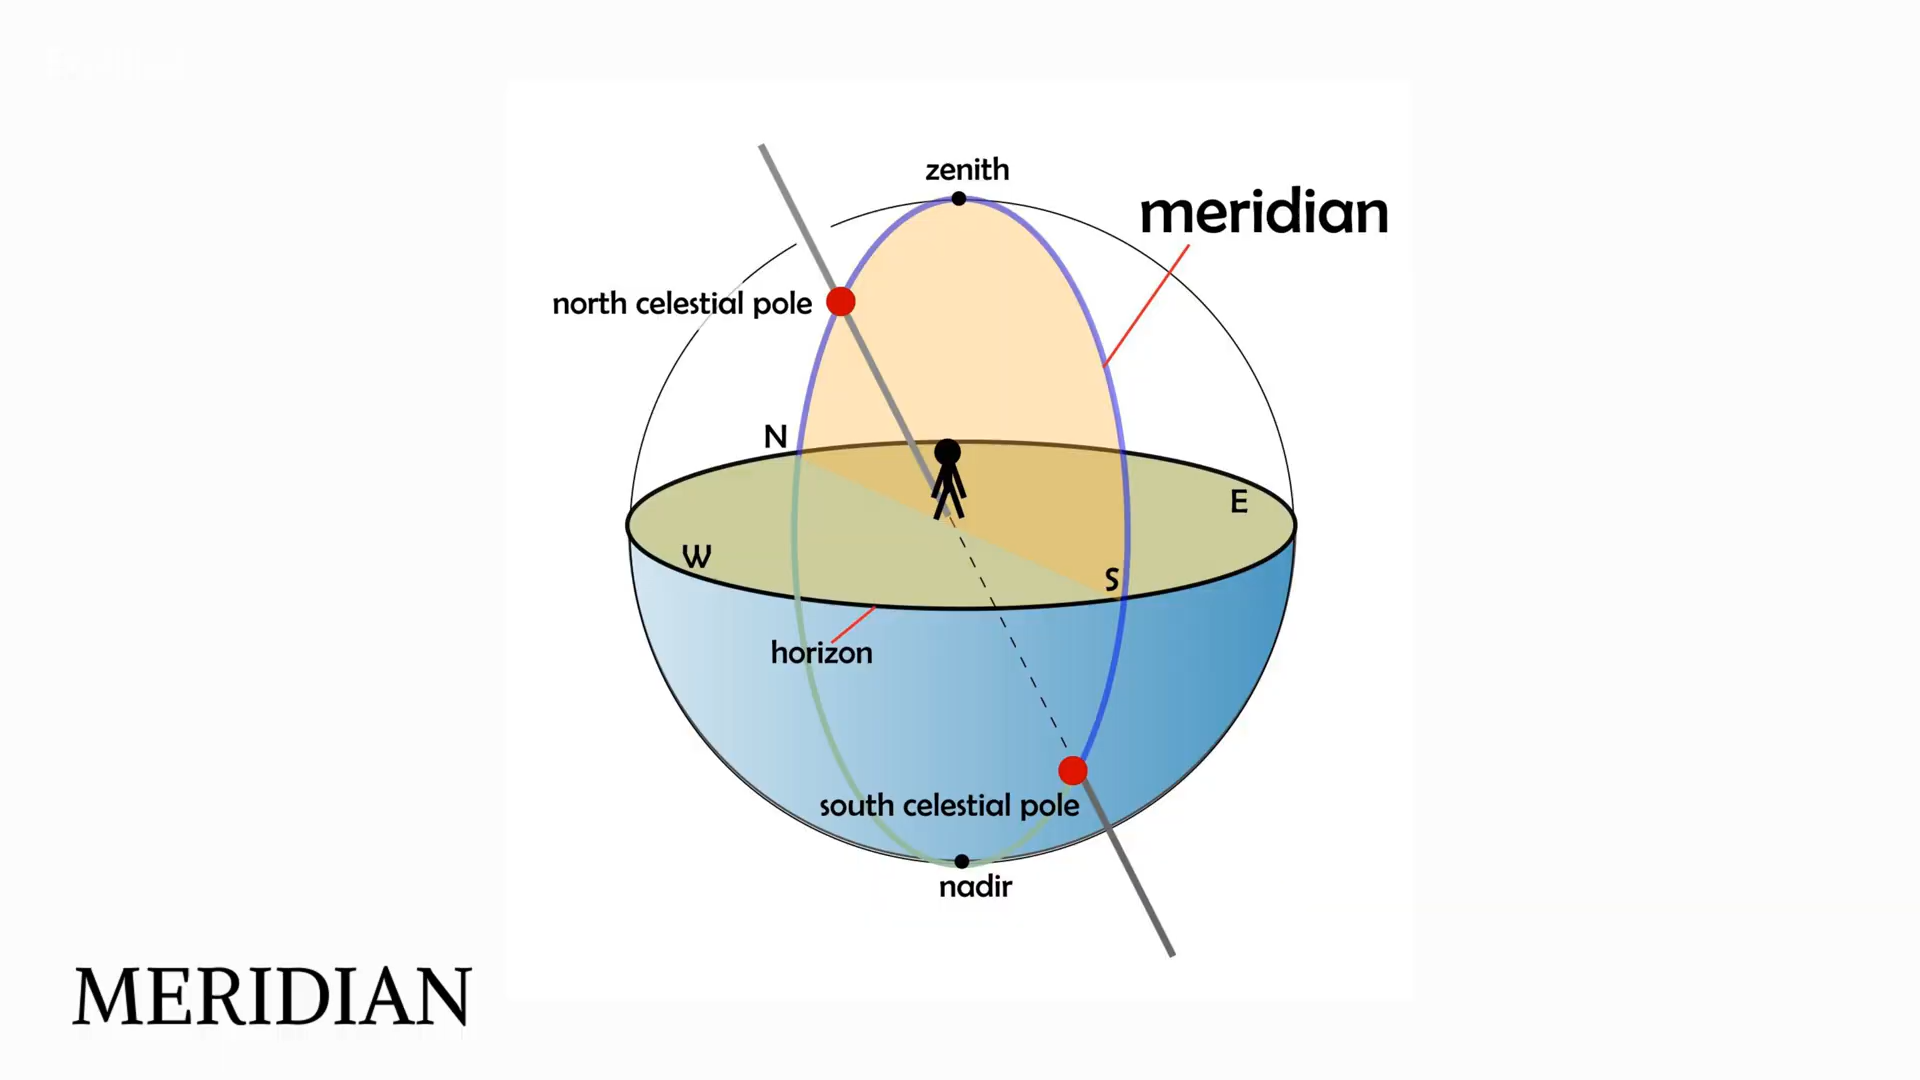 zenith
meridian
north celestial pole
N
E
W
S
horizon
south celestial pole
nadir
MERIDIAN